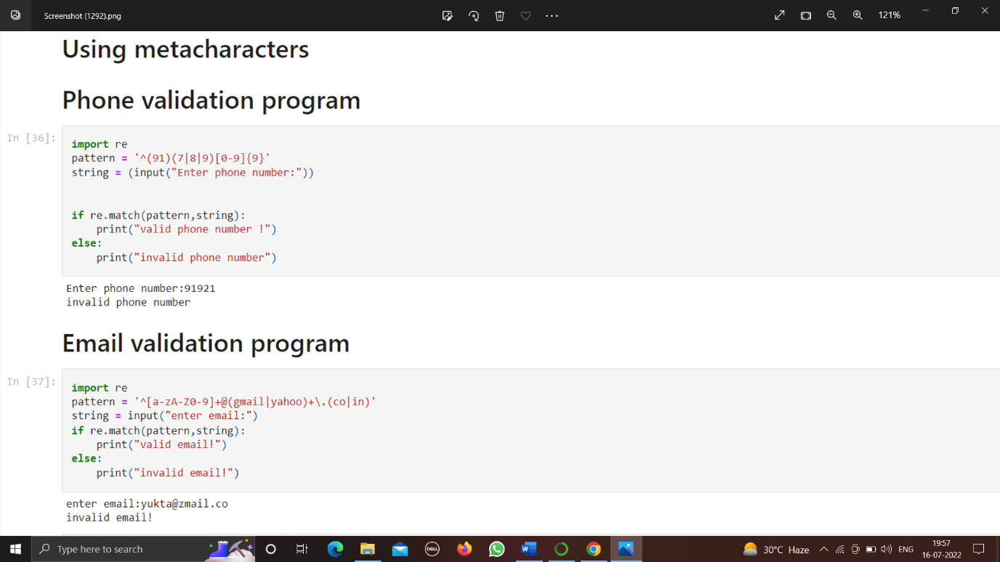 Screenshot (1292).png
121%
Using metacharacters
Phone validation program
In [36]:
import re
pattern = '^(91)(7|8|9)[0-9]{9}'
string = (input("Enter phone number:"))
if re.match(pattern,string):
    print("valid phone number !")
else:
    print("invalid phone number")
Enter phone number:91921
invalid phone number
Email validation program
In [37]:
import re
pattern = '^[a-zA-Z0-9]+@(gmail|yahoo)+\.(co|in)'
string = input("enter email:")
if re.match(pattern,string):
    print("valid email!")
else:
    print("invalid email!")
enter email:yukta@zmail.co
invalid email!
Type here to search
DELL
W
30°C Haze
ENG
19:57
16-07-2022